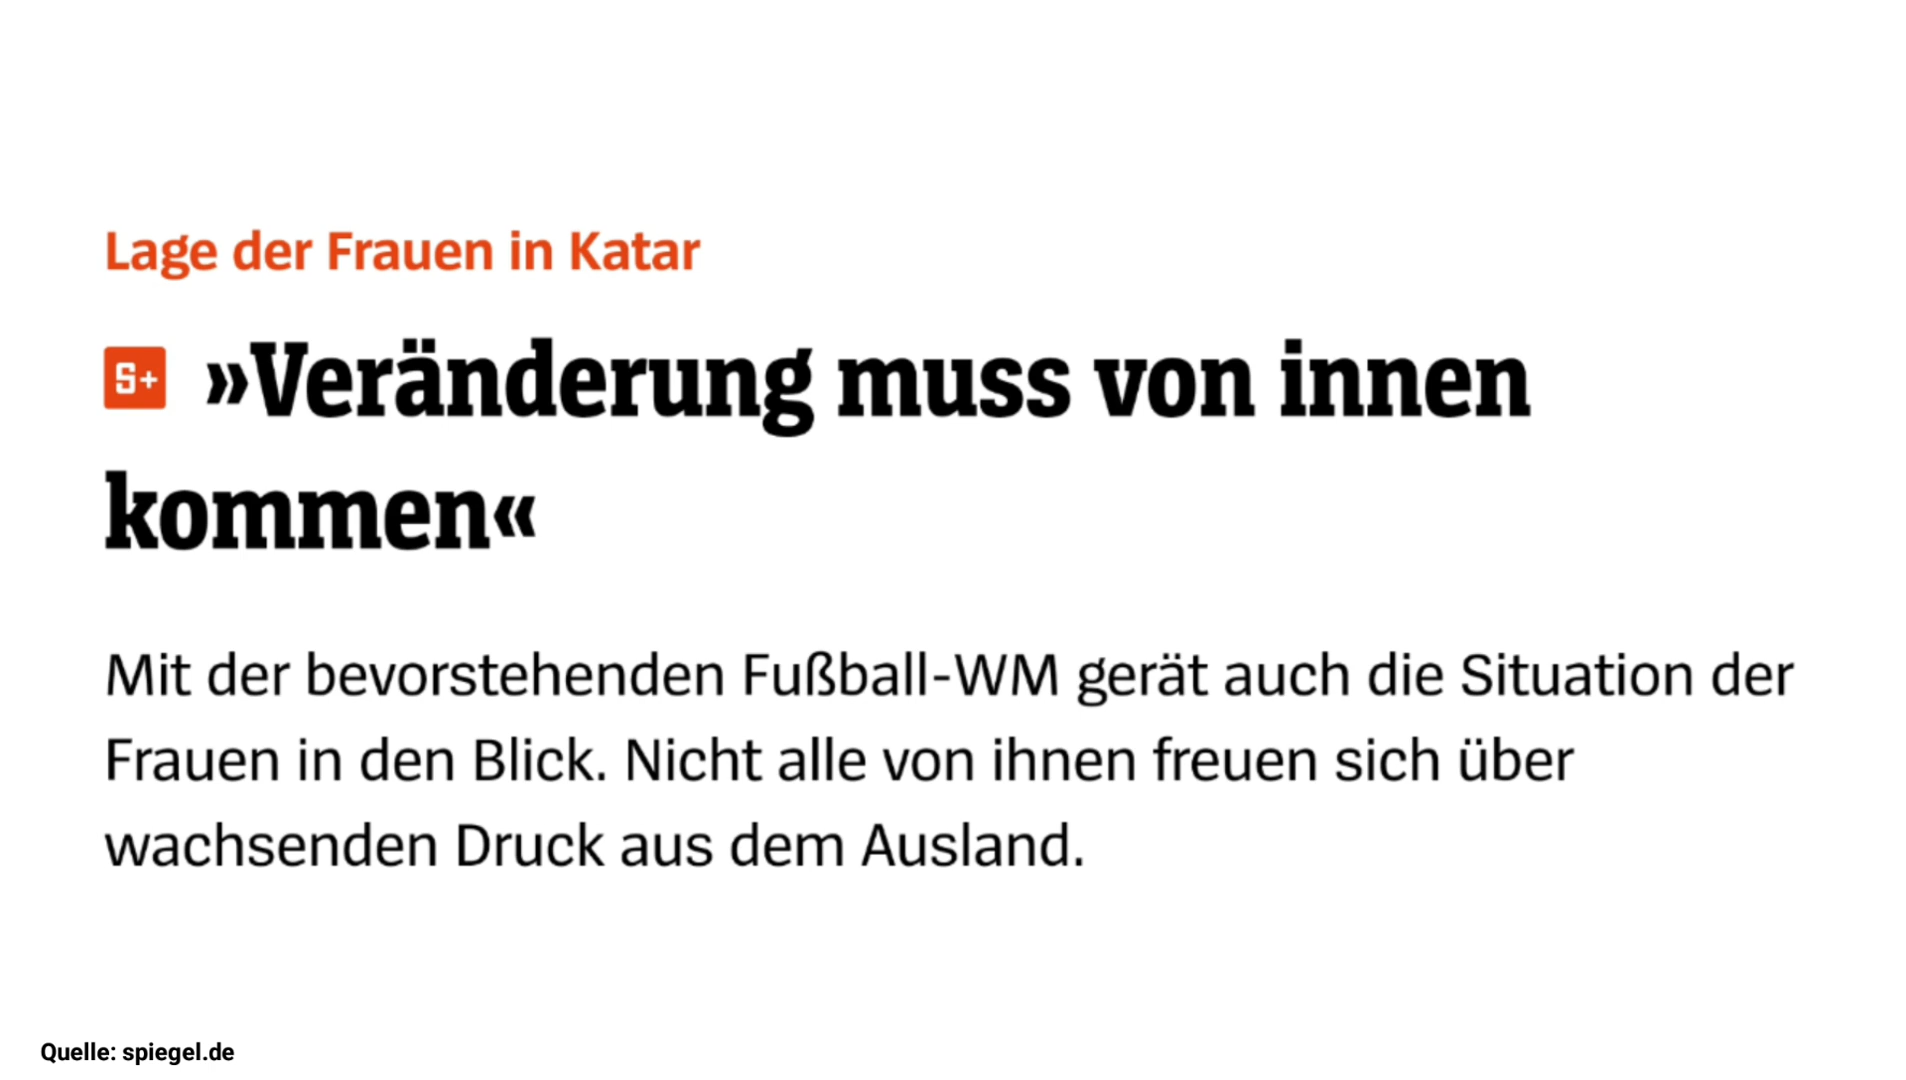 Lage der Frauen in Katar
S+ »Veränderung muss von innen
kommen«
Mit der bevorstehenden Fußball-WM gerät auch die Situation der
Frauen in den Blick. Nicht alle von ihnen freuen sich über
wachsenden Druck aus dem Ausland.
Quelle: spiegel.de